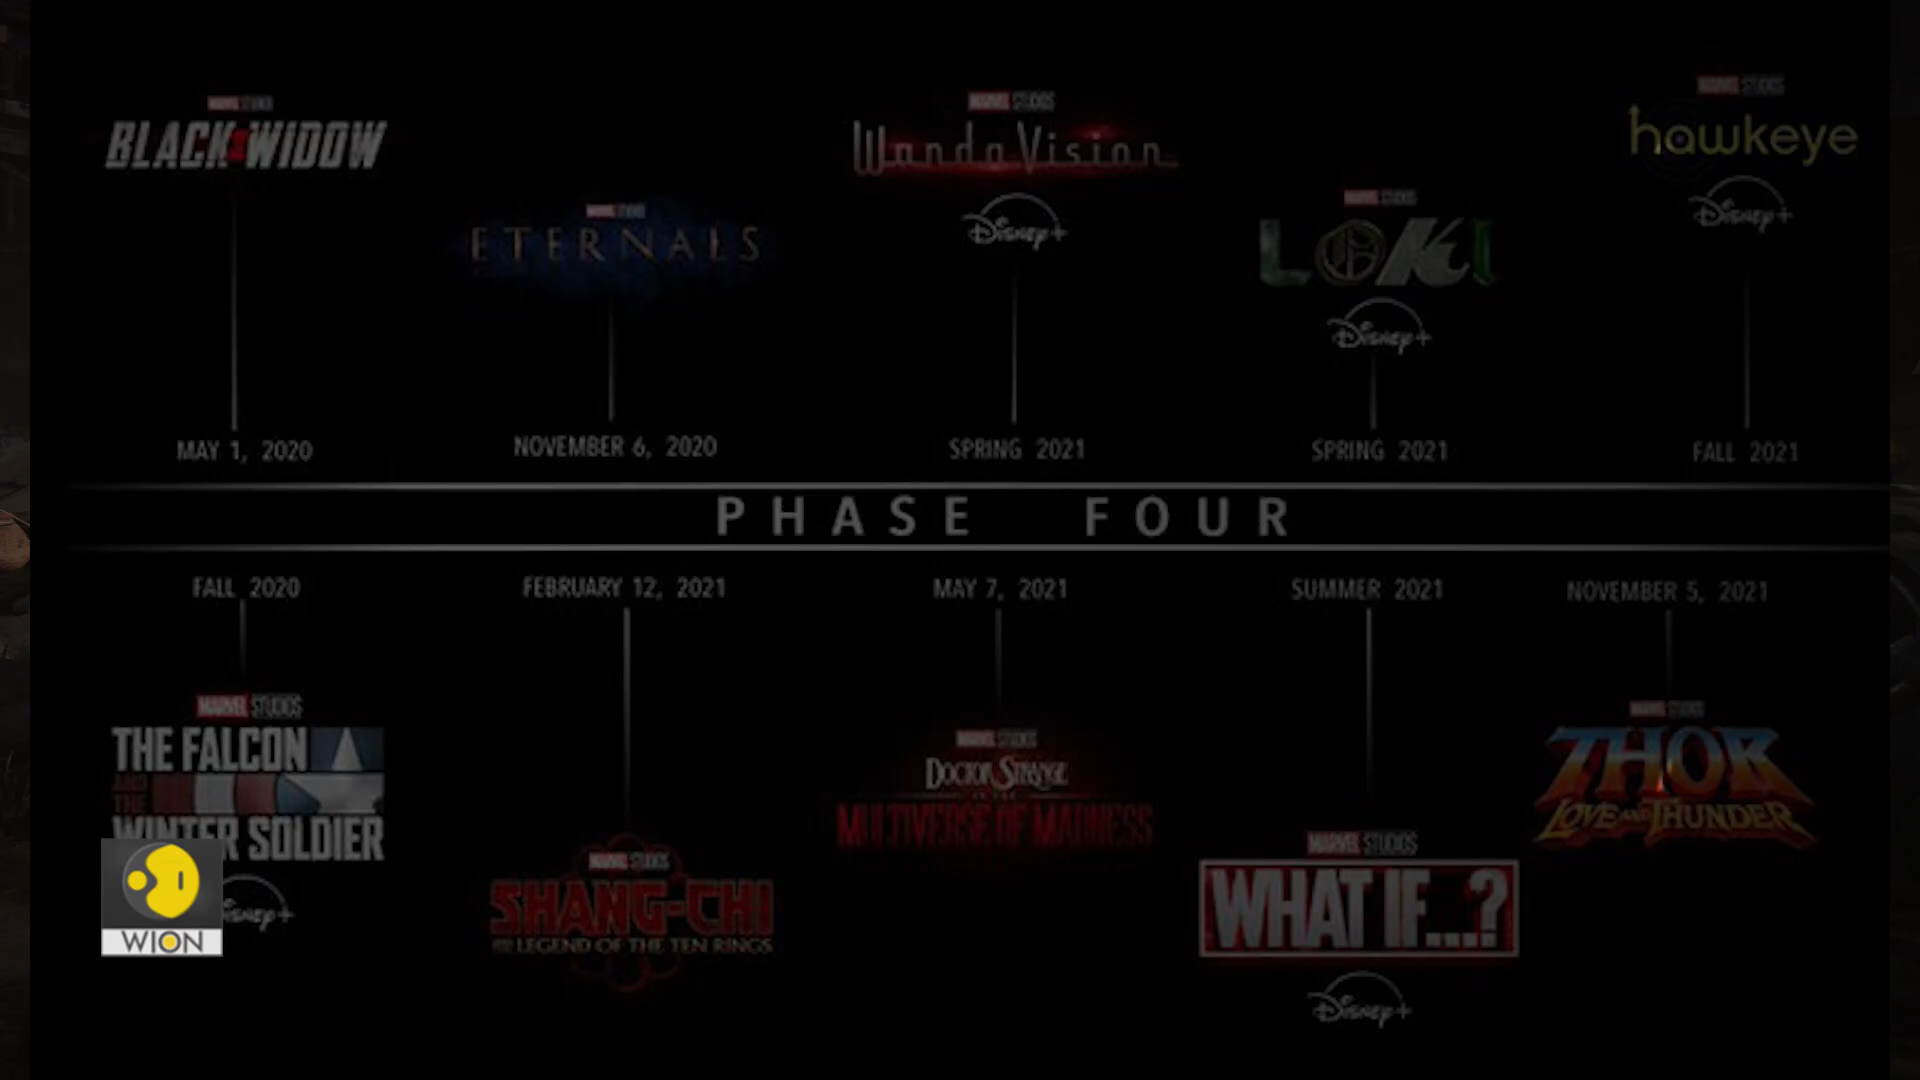 MARVEL STUDIOS
BLACK WIDOW
MAY 1, 2020
MARVEL STUDIOS
ETERNALS
NOVEMBER 6, 2020
MARVEL STUDIOS
WandaVision
Disney+
SPRING 2021
MARVEL STUDIOS
LOKI
Disney+
SPRING 2021
MARVEL STUDIOS
hawkeye
Disney+
FALL 2021
PHASE FOUR
FALL 2020
MARVEL STUDIOS
THE FALCON
AND
THE
WINTER SOLDIER
Disney+
WION
FEBRUARY 12, 2021
MARVEL STUDIOS
SHANG-CHI
AND THE LEGEND OF THE TEN RINGS
MAY 7, 2021
MARVEL STUDIOS
DOCTOR STRANGE
IN THE
MULTIVERSE OF MADNESS
SUMMER 2021
MARVEL STUDIOS
WHAT IF...?
Disney+
NOVEMBER 5, 2021
MARVEL STUDIOS
THOR
LOVE AND THUNDER